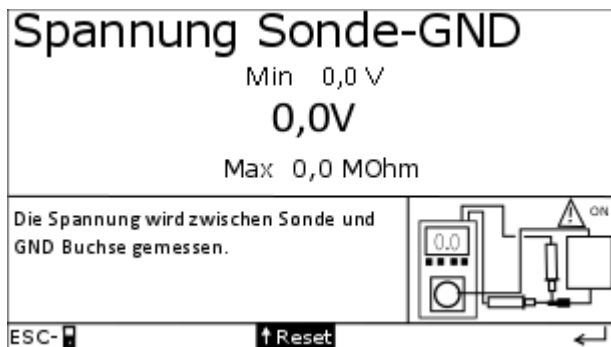 Spannung Sonde-GND
Min 0,0 V
0,0V
Max 0,0 MOhm
Die Spannung wird zwischen Sonde und
GND Buchse gemessen.
ON
0.0
ESC-
↑ Reset